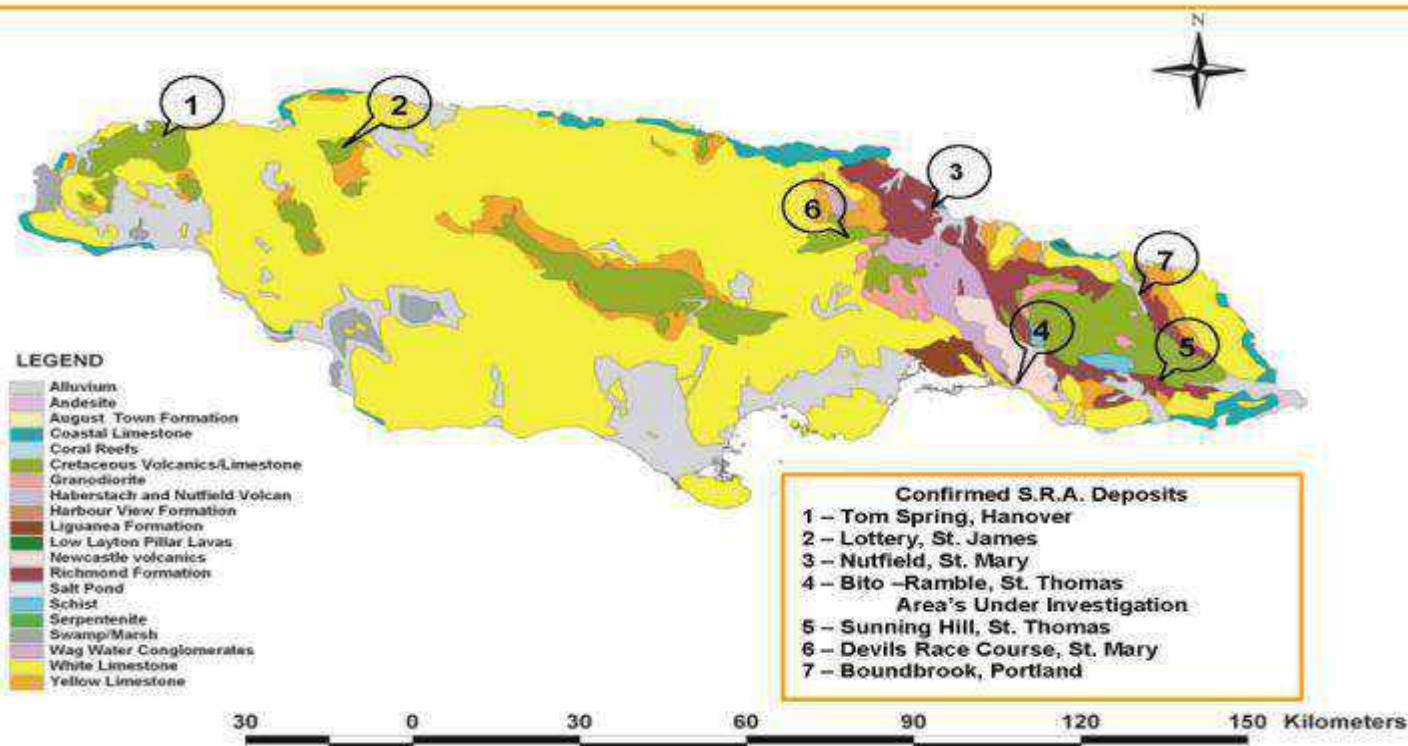 N
1
2
3
6
7
4
5
LEGEND
Alluvium
Andesite
August Town Formation
Coastal Limestone
Coral Reefs
Cretaceous Volcanics/Limestone
Granodiorite
Haberstach and Nutfield Volcan
Harbour View Formation
Liguanea Formation
Low Layton Pillar Lavas
Newcastle volcanics
Richmond Formation
Salt Pond
Schist
Serpentenite
Swamp/Marsh
Wag Water Conglomerates
White Limestone
Yellow Limestone
Confirmed S.R.A. Deposits
1 – Tom Spring, Hanover
2 – Lottery, St. James
3 – Nutfield, St. Mary
4 – Bito –Ramble, St. Thomas
Area's Under Investigation
5 – Sunning Hill, St. Thomas
6 – Devils Race Course, St. Mary
7 – Boundbrook, Portland
30 0 30 60 90 120 150 Kilometers